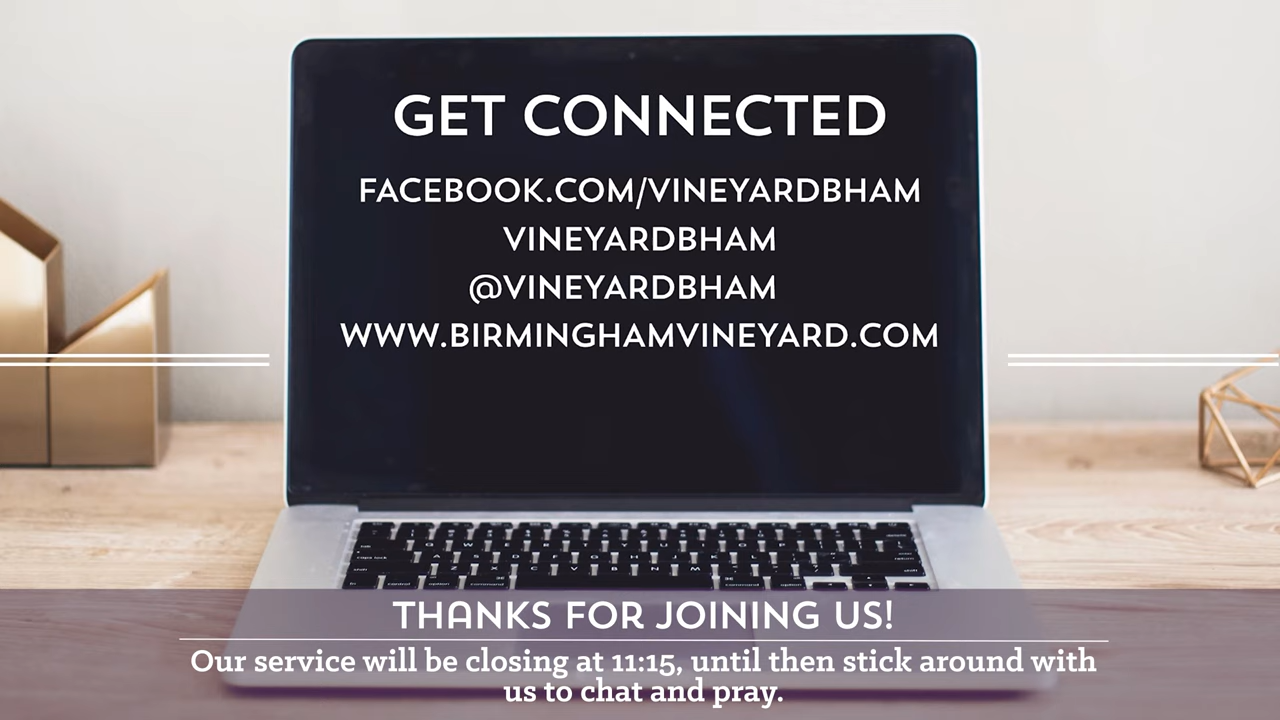 GET CONNECTED
FACEBOOK.COM/VINEYARDBHAM
VINEYARDBHAM
@VINEYARDBHAM
WWW.BIRMINGHAMVINEYARD.COM
THANKS FOR JOINING US!
Our service will be closing at 11:15, until then stick around with
us to chat and pray.